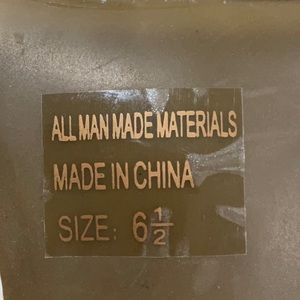 ALL MAN MADE MATERIALS
MADE IN CHINA
SIZE: 6 1/2